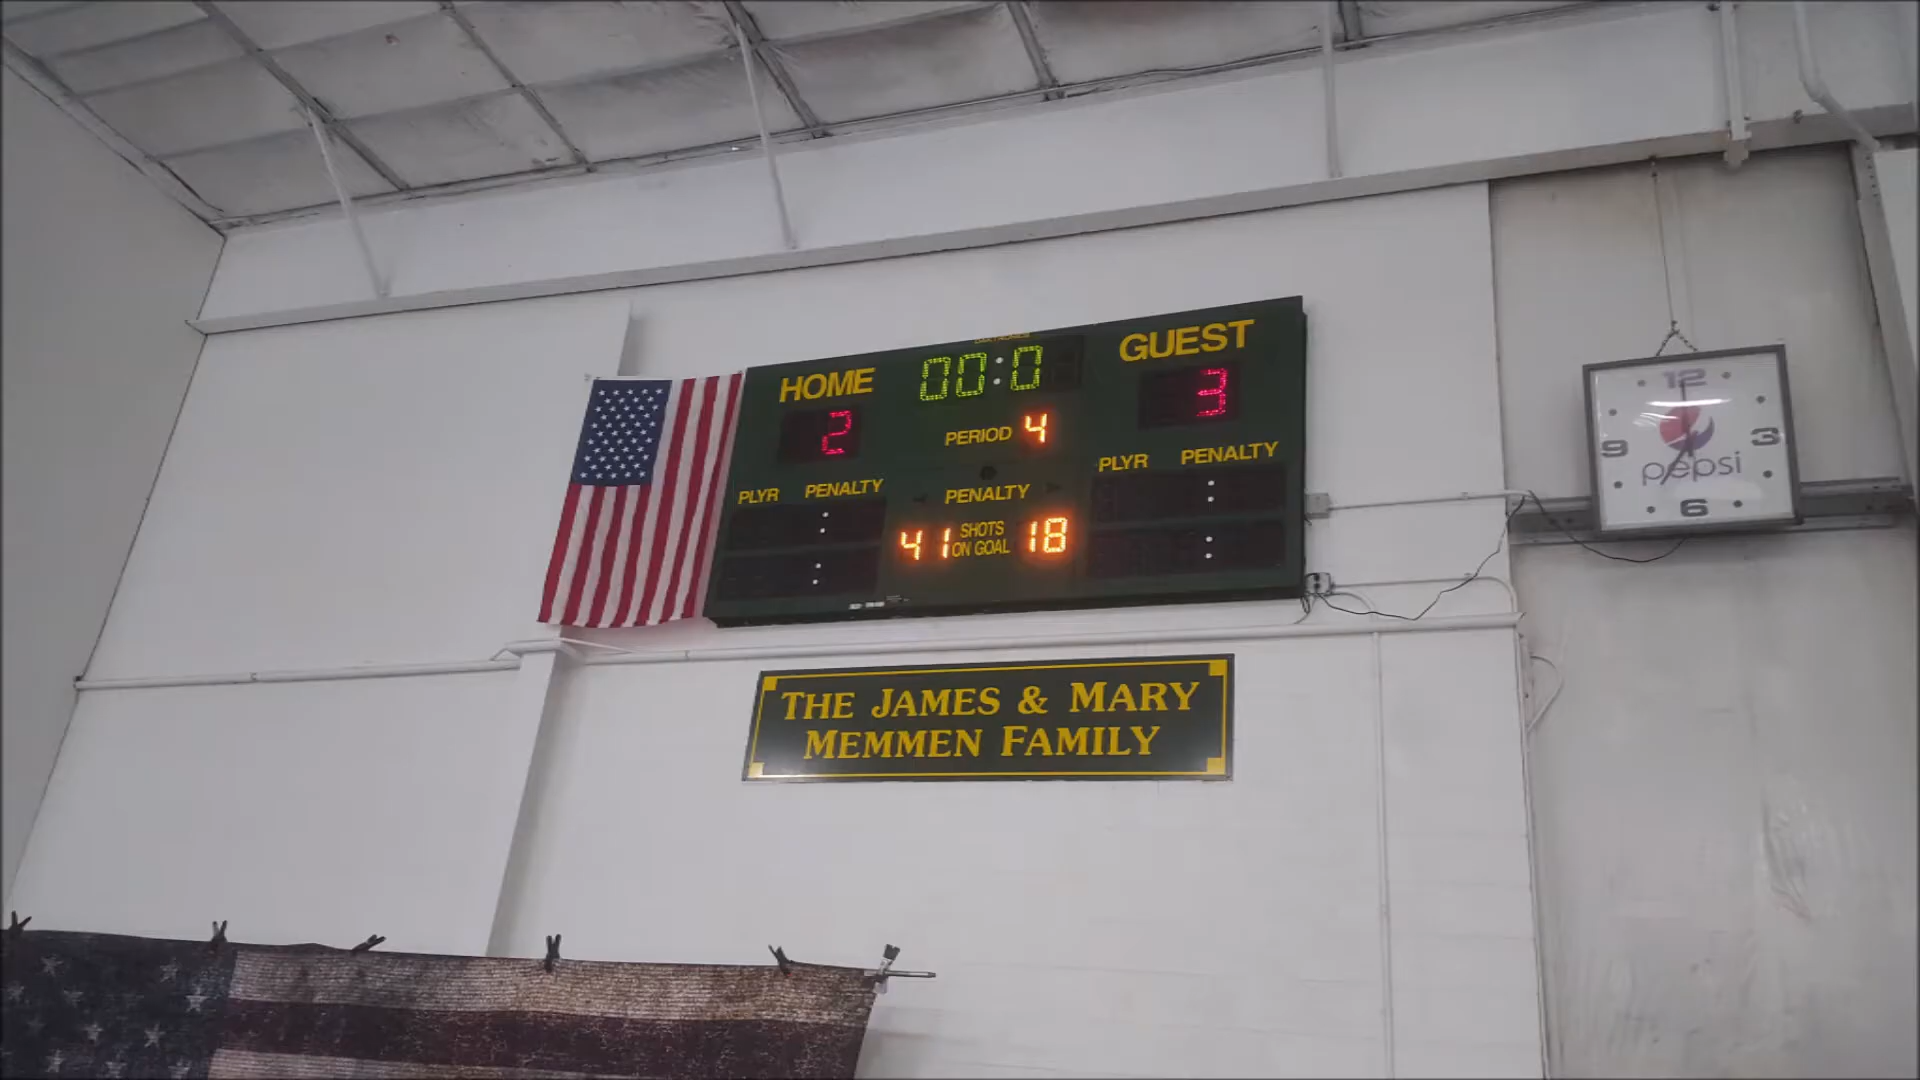 HOME
00:0
GUEST
2
3
PERIOD 4
PLYR PENALTY
PENALTY
PLYR PENALTY
41 SHOTS ON GOAL 18
THE JAMES & MARY
MEMMEN FAMILY
12
9
3
pepsi
6